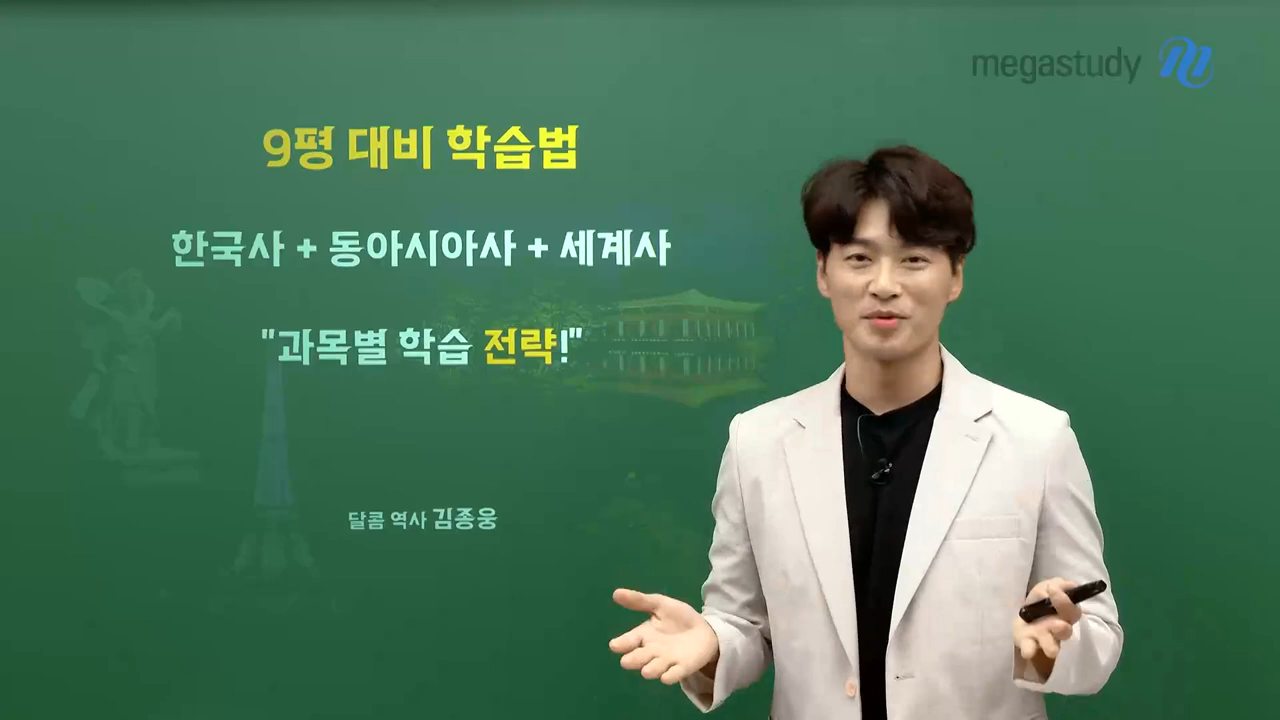 megastudy
9평 대비 학습법
한국사 + 동아시아사 + 세계사
"과목별 학습 전략!"
달콤 역사 김종웅